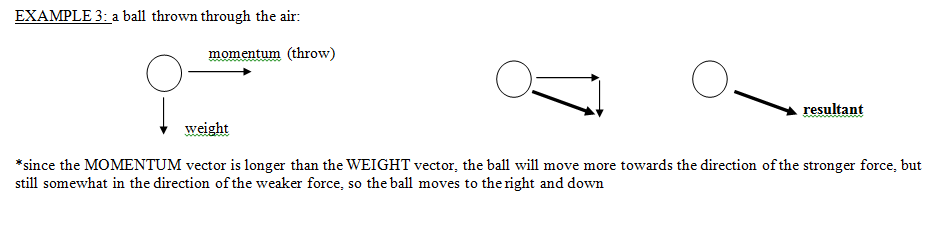 EXAMPLE 3: a ball thrown through the air:
momentum (throw)
resultant
weight
*since the MOMENTUM vector is longer than the WEIGHT vector, the ball will move more towards the direction of the stronger force, but
still somewhat in the direction of the weaker force, so the ball moves to the right and down